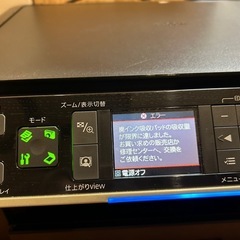 ズーム/表示切替
モード
エラー
廃インク吸収パッドの吸収量
が限界に達しました。
お買い求めの販売店か
修理センターへ、交換を
ご依頼ください。
電源オフ
仕上がりview
メニュー